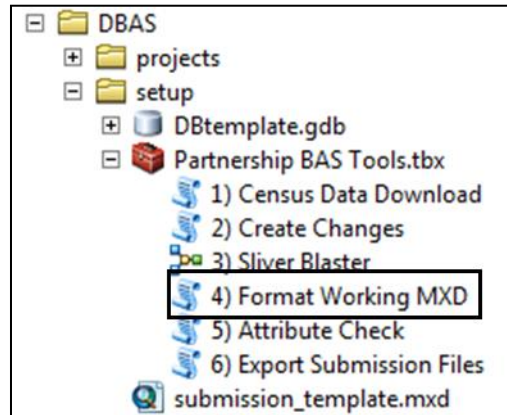 DBAS
projects
setup
DBtemplate.gdb
Partnership BAS Tools.tbx
1) Census Data Download
2) Create Changes
3) Sliver Blaster
4) Format Working MXD
5) Attribute Check
6) Export Submission Files
submission_template.mxd